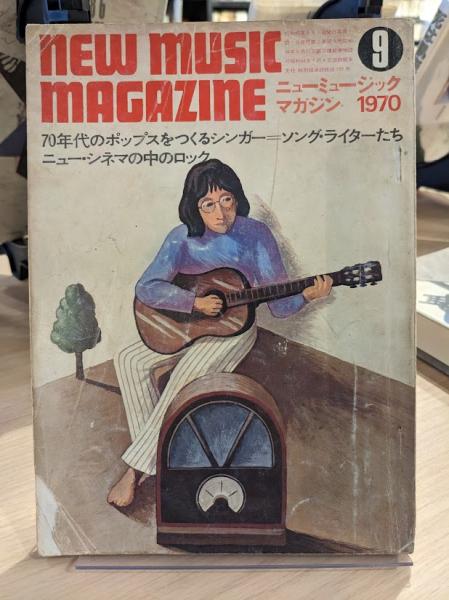 NEW MUSIC
MAGAZINE
9
ニューミュージック
マガジン 1970
70年代のポップスをつくるシンガー=ソング・ライターたち
ニュー・シネマの中のロック